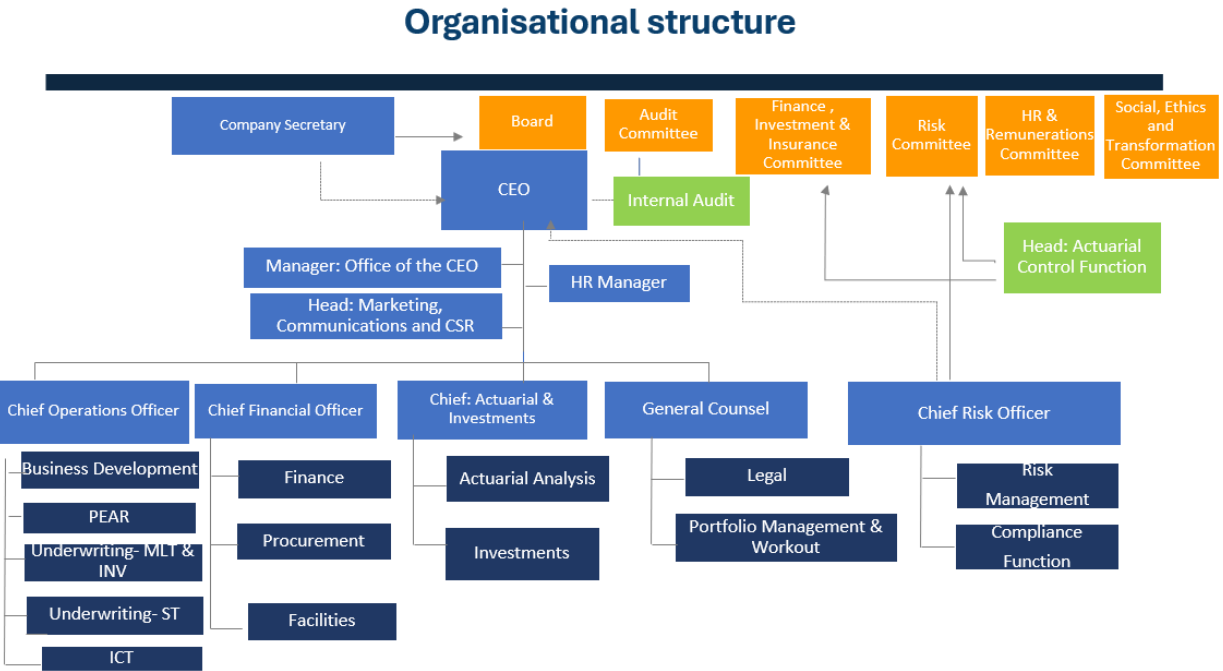 Organisational structure
Company Secretary
Board
Audit
Committee
Finance ,
Investment &
Insurance
Committee
Risk
Committee
HR &
Remunerations
Committee
Social, Ethics
and
Transformation
Committee
CEO
Internal Audit
Head: Actuarial
Control Function
Manager: Office of the CEO
HR Manager
Head: Marketing,
Communications and CSR
Chief Operations Officer
Chief Financial Officer
Chief: Actuarial &
Investments
General Counsel
Chief Risk Officer
Business Development
PEAR
Underwriting- MLT &
INV
Underwriting- ST
ICT
Finance
Procurement
Facilities
Actuarial Analysis
Investments
Legal
Portfolio Management &
Workout
Risk
Management
Compliance
Function